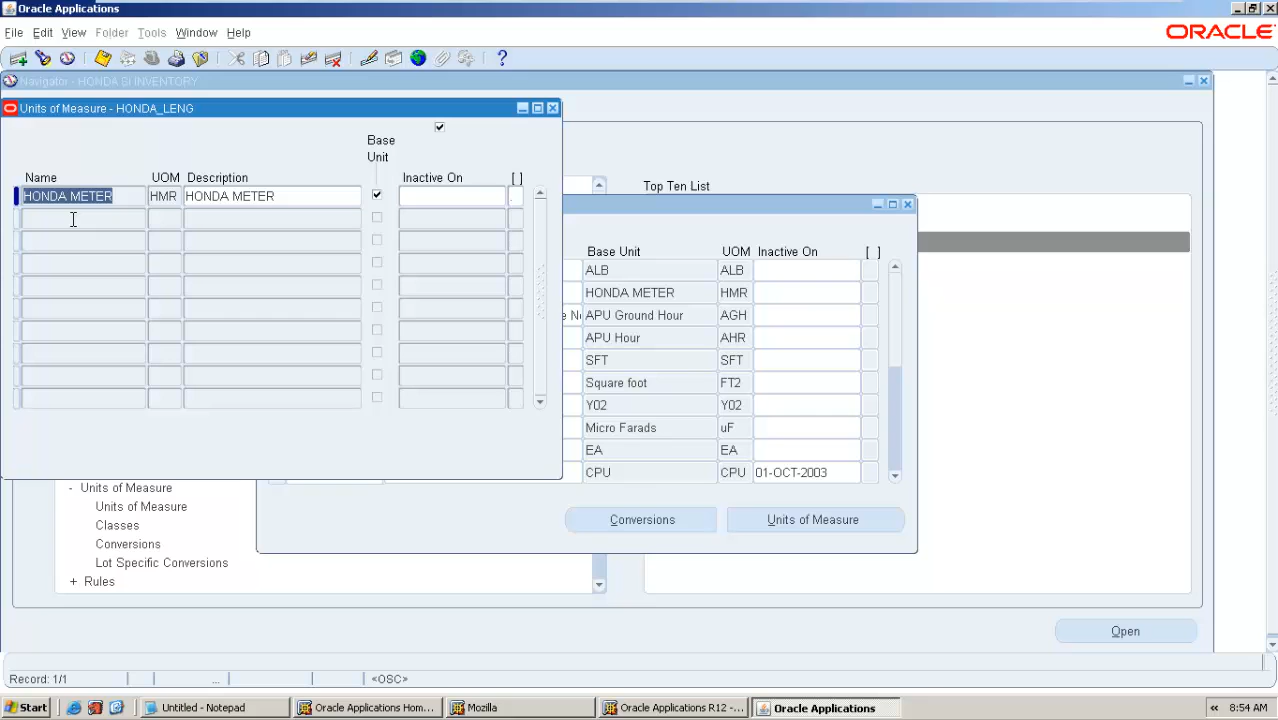 Oracle Applications
File Edit View Folder Tools Window Help
ORACLE
Navigator - HONDA SI INVENTORY
Units of Measure - HONDA_LENG
Base
Unit
Name UOM Description Inactive On [ ]
HONDA METER HMR HONDA METER .
Top Ten List
Base Unit UOM Inactive On [ ]
ALB ALB
HONDA METER HMR
e No APU Ground Hour AGH
APU Hour AHR
SFT SFT
Square foot FT2
Y02 Y02
Micro Farads uF
EA EA
CPU CPU 01-OCT-2003
Conversions Units of Measure
- Units of Measure
Units of Measure
Classes
Conversions
Lot Specific Conversions
+ Rules
Open
Record: 1/1 ... <OSC>
Start Untitled - Notepad Oracle Applications Hom... Mozilla Oracle Applications R12 -... Oracle Applications « 8:54 AM